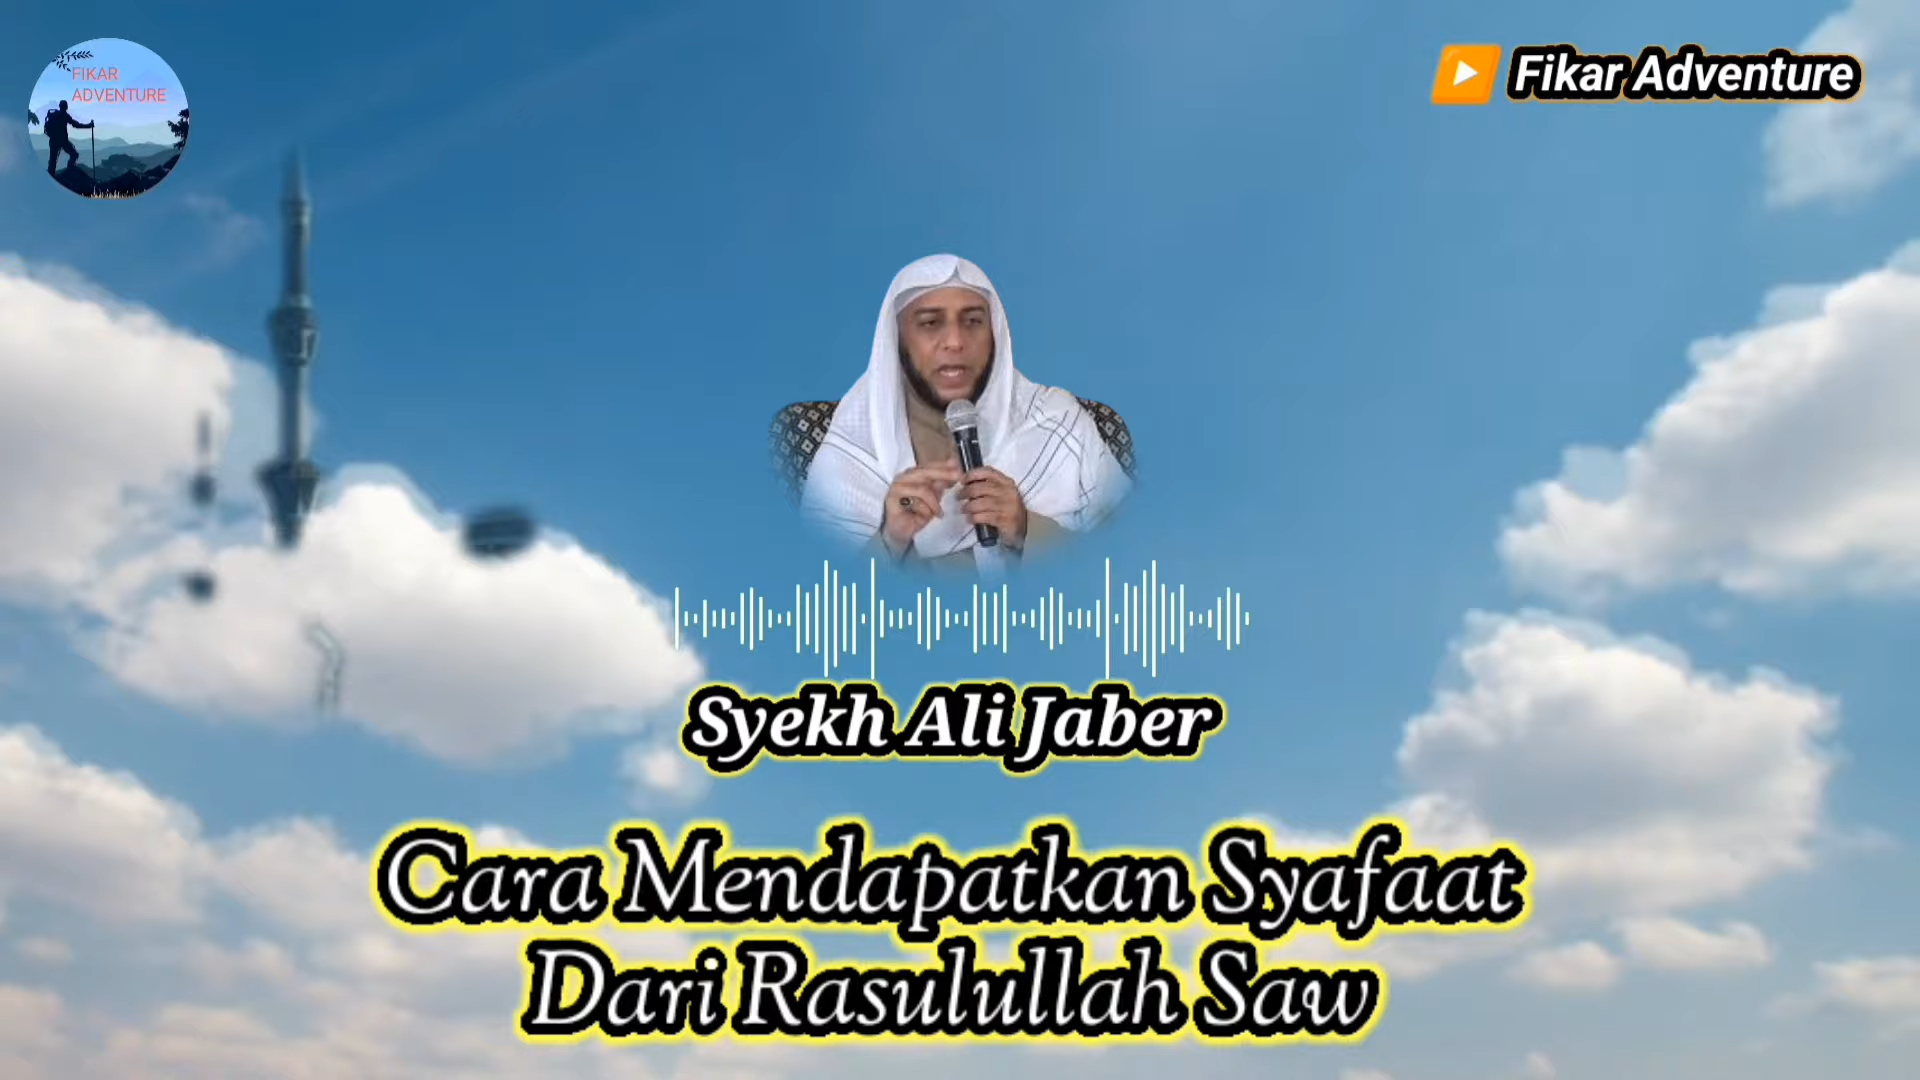 FIKAR
ADVENTURE
Fikar Adventure
Syekh Ali Jaber
Cara Mendapatkan Syafaat
Dari Rasulullah Saw